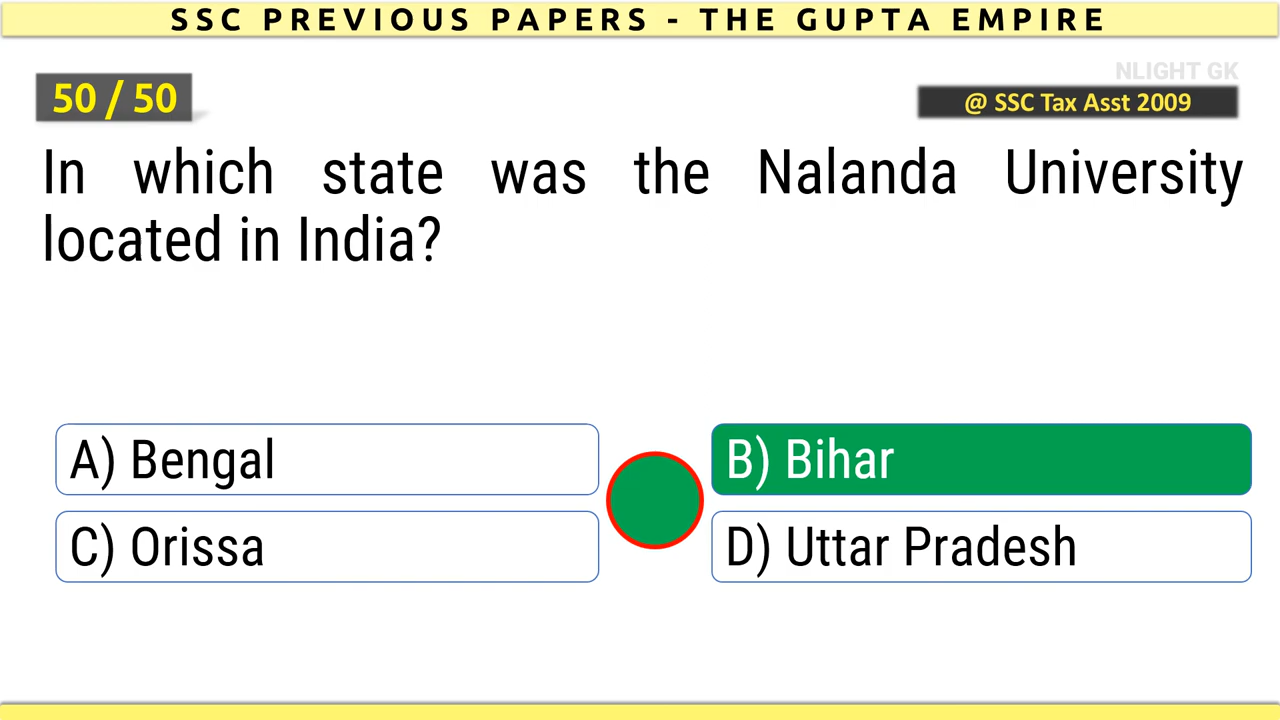 SSC PREVIOUS PAPERS - THE GUPTA EMPIRE
NLIGHT GK
50 / 50
@ SSC Tax Asst 2009
In which state was the Nalanda University
located in India?
A) Bengal
B) Bihar
C) Orissa
D) Uttar Pradesh